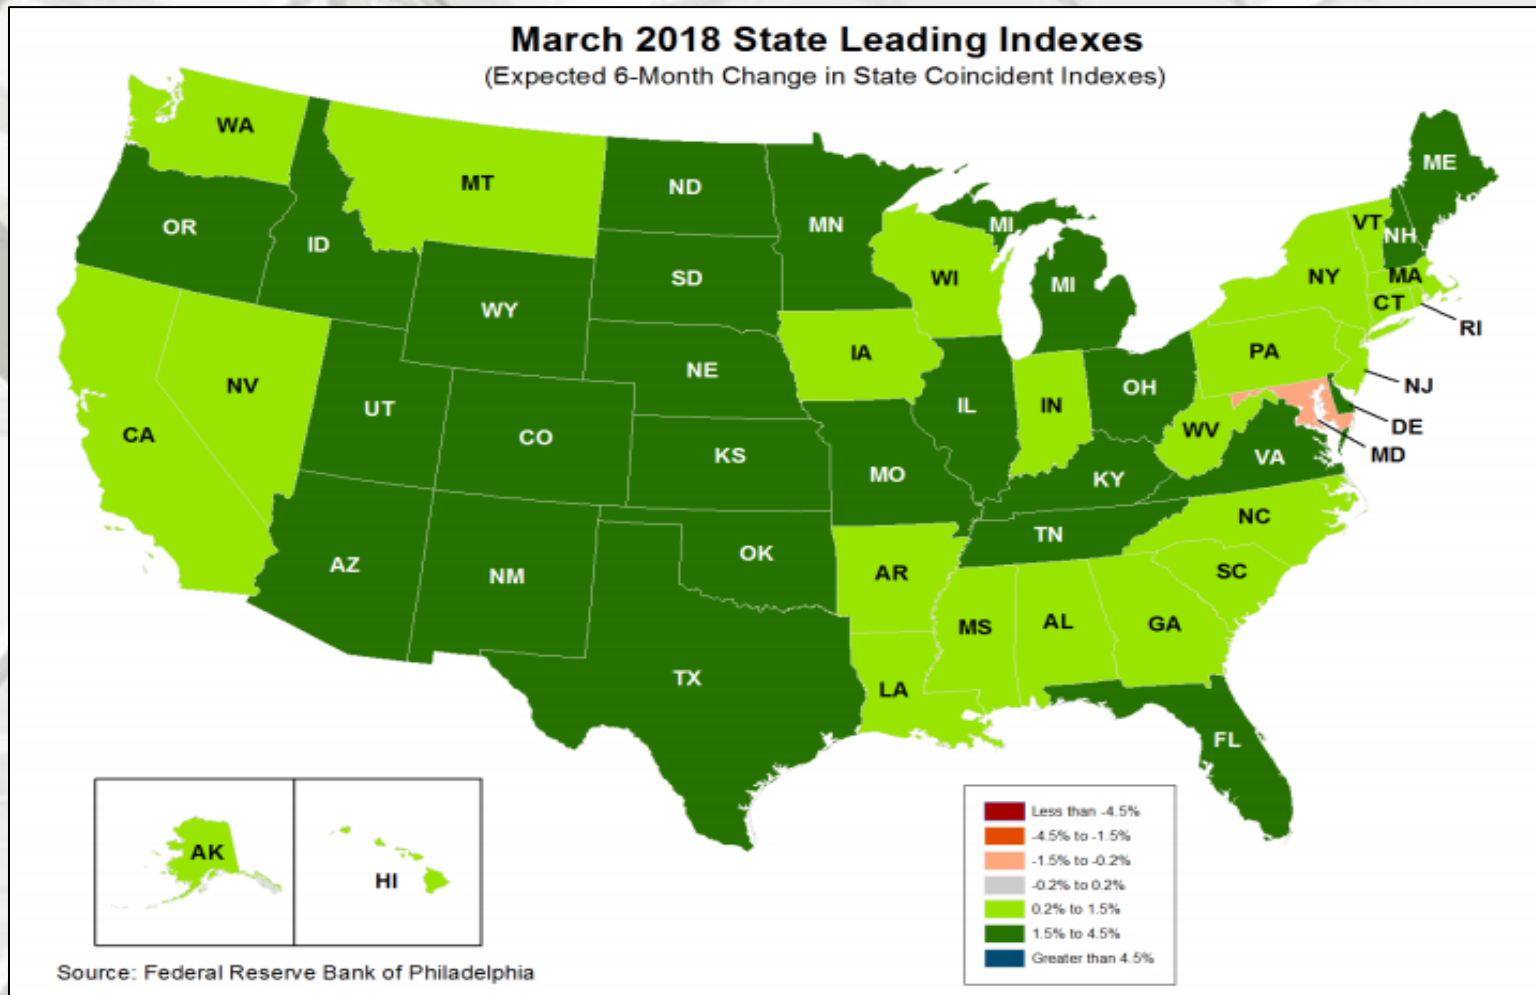 March 2018 State Leading Indexes
(Expected 6-Month Change in State Coincident Indexes)
WA
MT
ND
MN
MI
ME
OR
ID
SD
WI
MI
VT
NH
NY
MA
CT
RI
WY
NE
IA
PA
NJ
NV
UT
CO
KS
IL
IN
OH
WV
DE
MD
VA
CA
MO
KY
NC
AZ
NM
OK
AR
TN
SC
TX
LA
MS
AL
GA
FL
AK
HI
Less than -4.5%
-4.5% to -1.5%
-1.5% to -0.2%
-0.2% to 0.2%
0.2% to 1.5%
1.5% to 4.5%
Greater than 4.5%
Source: Federal Reserve Bank of Philadelphia